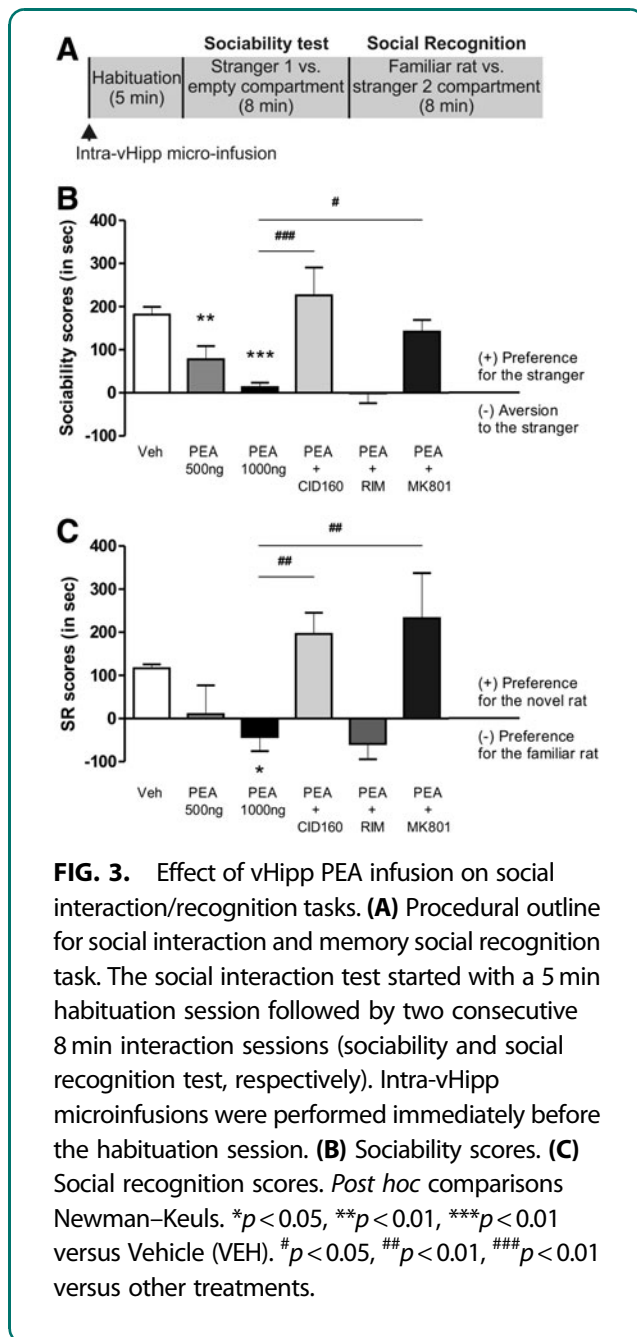 A
Sociability test
Social Recognition
Habituation
(5 min)
Stranger 1 vs.
empty compartment
(8 min)
Familiar rat vs.
stranger 2 compartment
(8 min)
Intra-vHipp micro-infusion
B
Sociability scores (in sec)
400
300
200
100
0
-100
**
***
###
#
(+) Preference
for the stranger
(-) Aversion
to the stranger
Veh
PEA
500ng
PEA
1000ng
PEA
+
CID160
PEA
+
RIM
PEA
+
MK801
C
SR scores (in sec)
400
300
200
100
0
-100
*
##
##
(+) Preference
for the novel rat
(-) Preference
for the familiar rat
Veh
PEA
500ng
PEA
1000ng
PEA
+
CID160
PEA
+
RIM
PEA
+
MK801
FIG. 3. Effect of vHipp PEA infusion on social
interaction/recognition tasks. (A) Procedural outline
for social interaction and memory social recognition
task. The social interaction test started with a 5 min
habituation session followed by two consecutive
8 min interaction sessions (sociability and social
recognition test, respectively). Intra-vHipp
microinfusions were performed immediately before
the habituation session. (B) Sociability scores. (C)
Social recognition scores. Post hoc comparisons
Newman–Keuls. *p < 0.05, **p < 0.01, ***p < 0.01
versus Vehicle (VEH). #p < 0.05, ##p < 0.01, ###p < 0.01
versus other treatments.